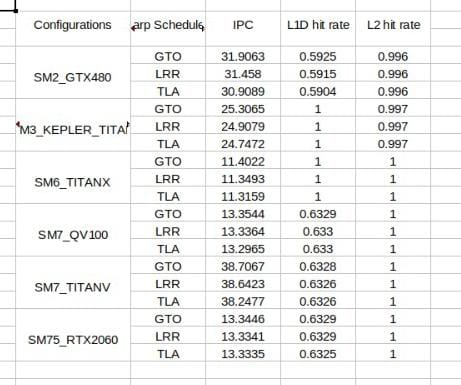 Configurations arp Schedule IPC L1D hit rate L2 hit rate
SM2_GTX480 GTO 31.9063 0.5925 0.996
LRR 31.458 0.5915 0.996
TLA 30.9089 0.5904 0.996
M3_KEPLER_TITA GTO 25.3065 1 0.997
LRR 24.9079 1 0.997
TLA 24.7472 1 0.997
SM6_TITANX GTO 11.4022 1 1
LRR 11.3493 1 1
TLA 11.3159 1 1
SM7_QV100 GTO 13.3544 0.6329 1
LRR 13.3364 0.633 1
TLA 13.2965 0.633 1
SM7_TITANV GTO 38.7067 0.6328 1
LRR 38.6423 0.6326 1
TLA 38.2477 0.6326 1
SM75_RTX2060 GTO 13.3446 0.6329 1
LRR 13.3341 0.6329 1
TLA 13.3335 0.6325 1